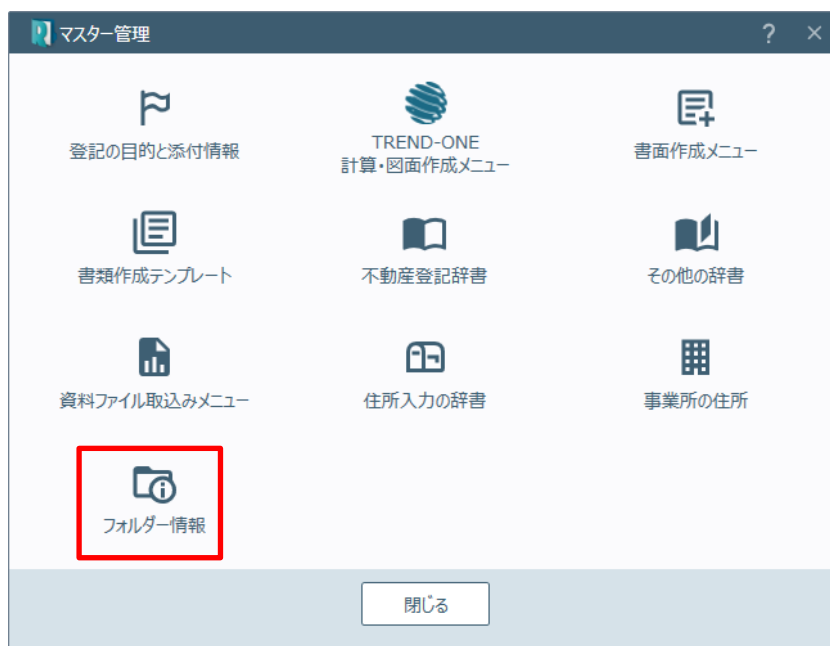 マスター管理
?
×
登記の目的と添付情報
TREND-ONE
計算・図面作成メニュー
書面作成メニュー
書類作成テンプレート
不動産登記辞書
その他の辞書
資料ファイル取込みメニュー
住所入力の辞書
事業所の住所
フォルダー情報
閉じる